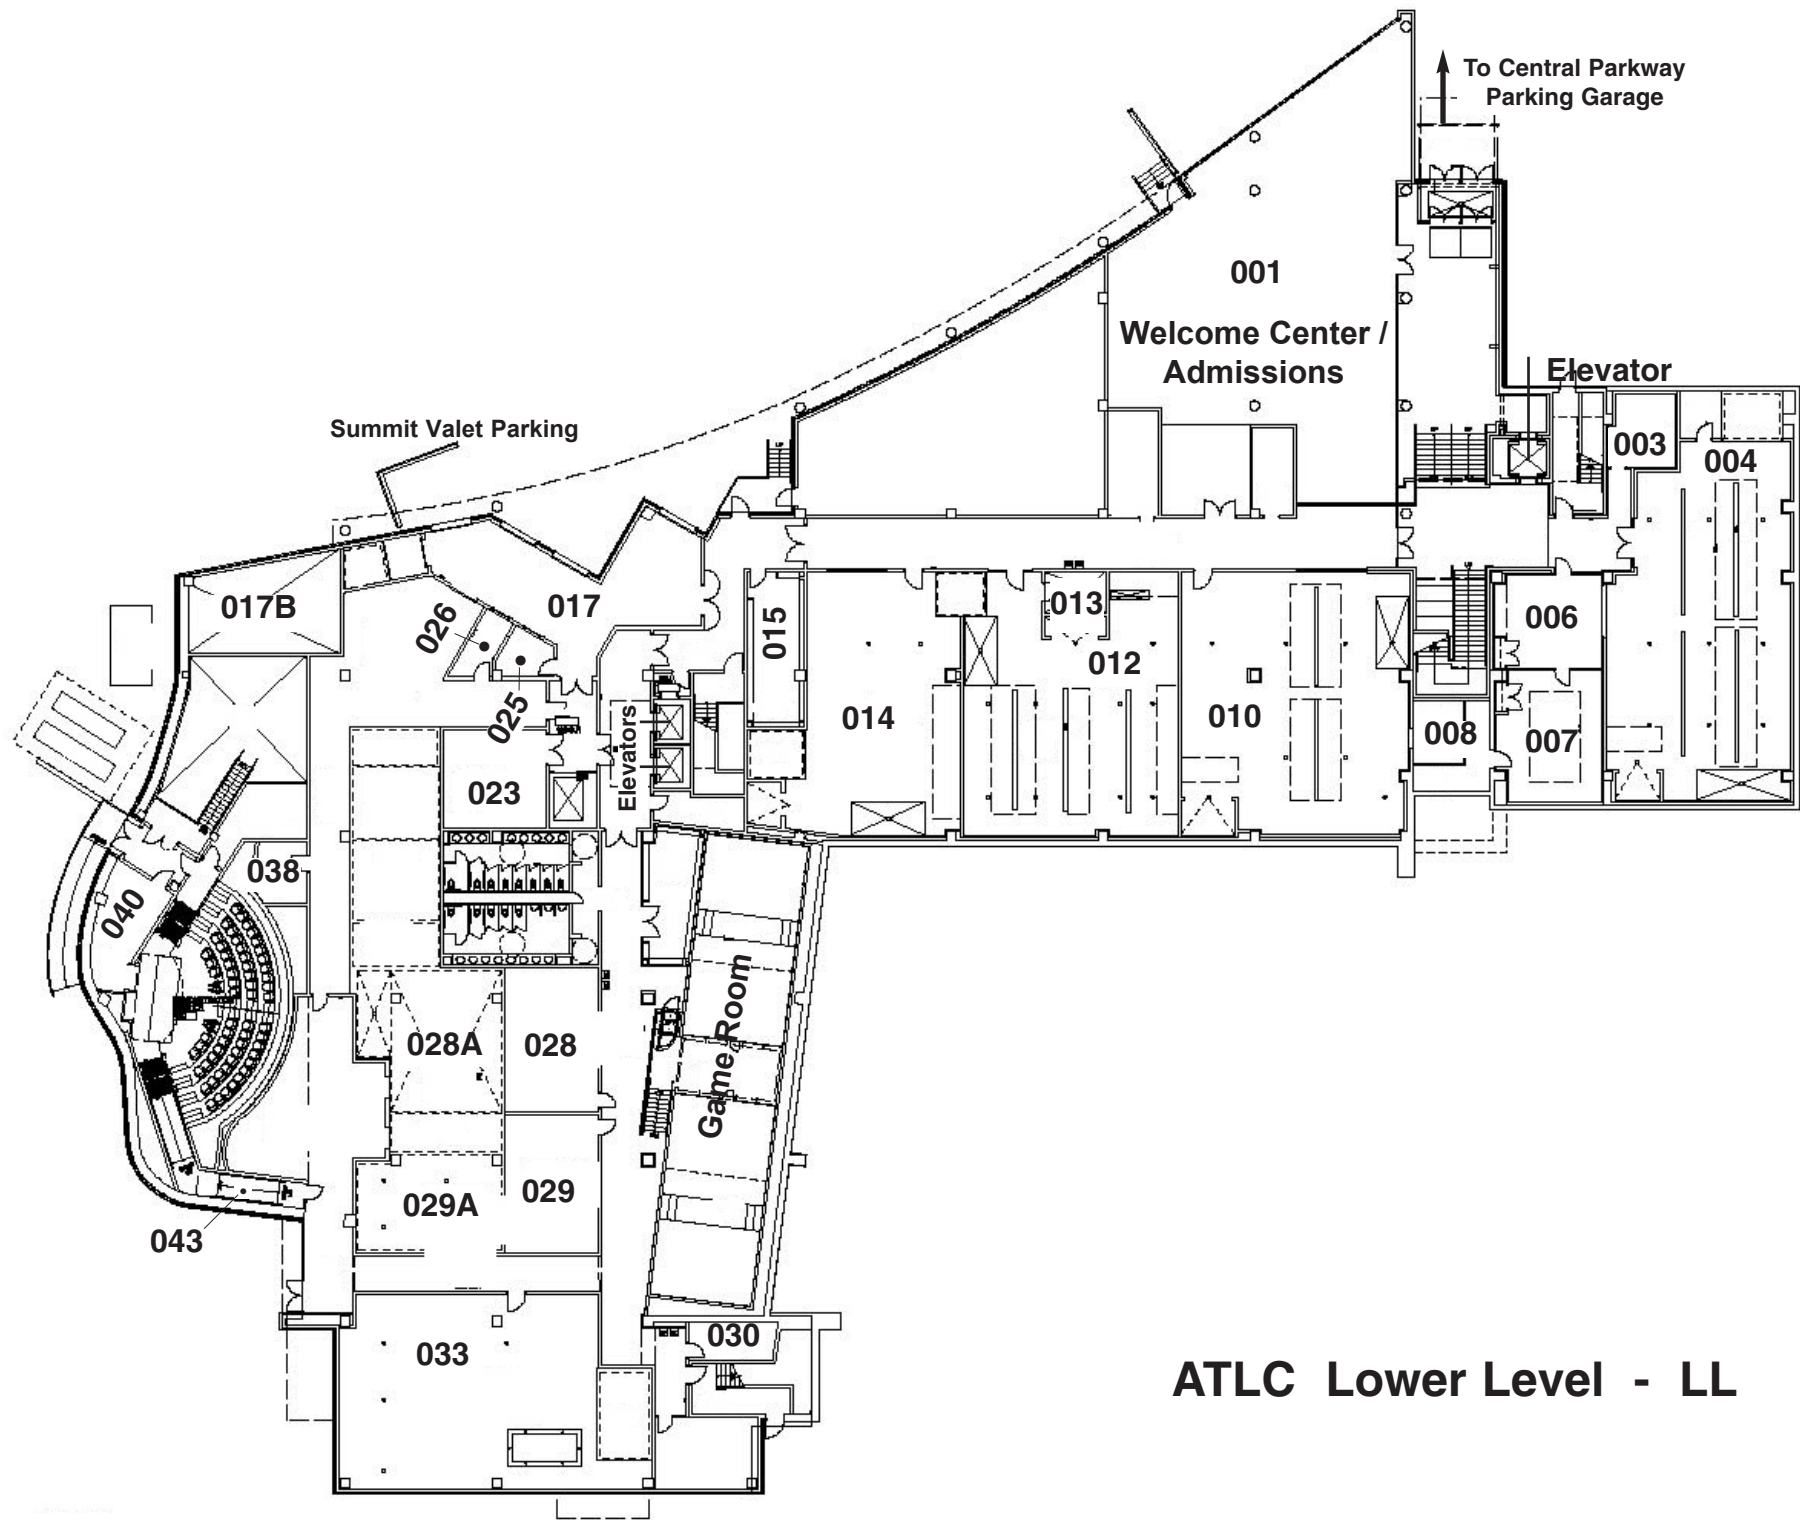 To Central Parkway
Parking Garage
001
Welcome Center /
Admissions
Elevator
Summit Valet Parking
003
004
017B
026
017
015
013
006
012
025
014
010
008
007
Elevators
023
038
040
028A
028
Game Room
029A
029
043
030
033
ATLC Lower Level - LL